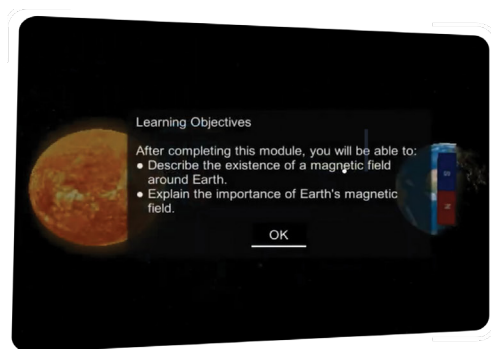 Learning Objectives
After completing this module, you will be able to:
● Describe the existence of a magnetic field
around Earth.
● Explain the importance of Earth's magnetic
field.
OK
S
N